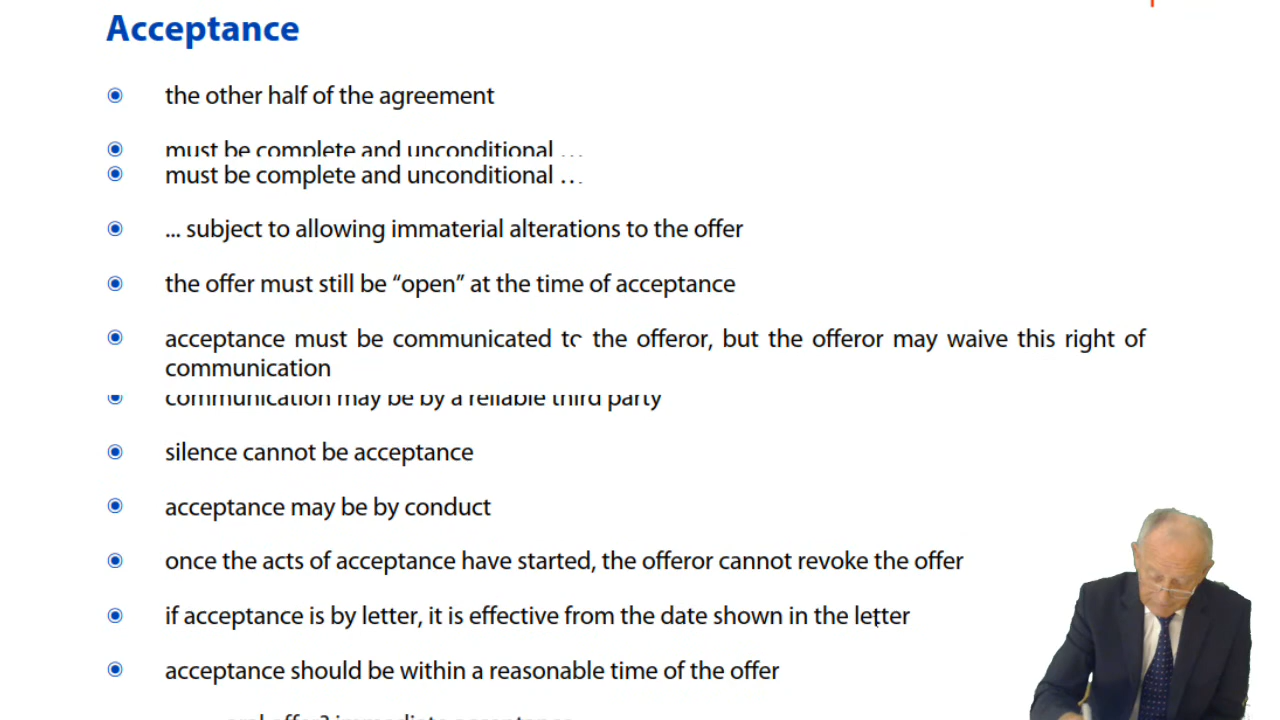 Acceptance
the other half of the agreement
must be complete and unconditional ...
must be complete and unconditional ...
... subject to allowing immaterial alterations to the offer
the offer must still be “open” at the time of acceptance
acceptance must be communicated to the offeror, but the offeror may waive this right of
communication
communication may be by a reliable third party
silence cannot be acceptance
acceptance may be by conduct
once the acts of acceptance have started, the offeror cannot revoke the offer
if acceptance is by letter, it is effective from the date shown in the letter
acceptance should be within a reasonable time of the offer
oral offer? immediate acceptance